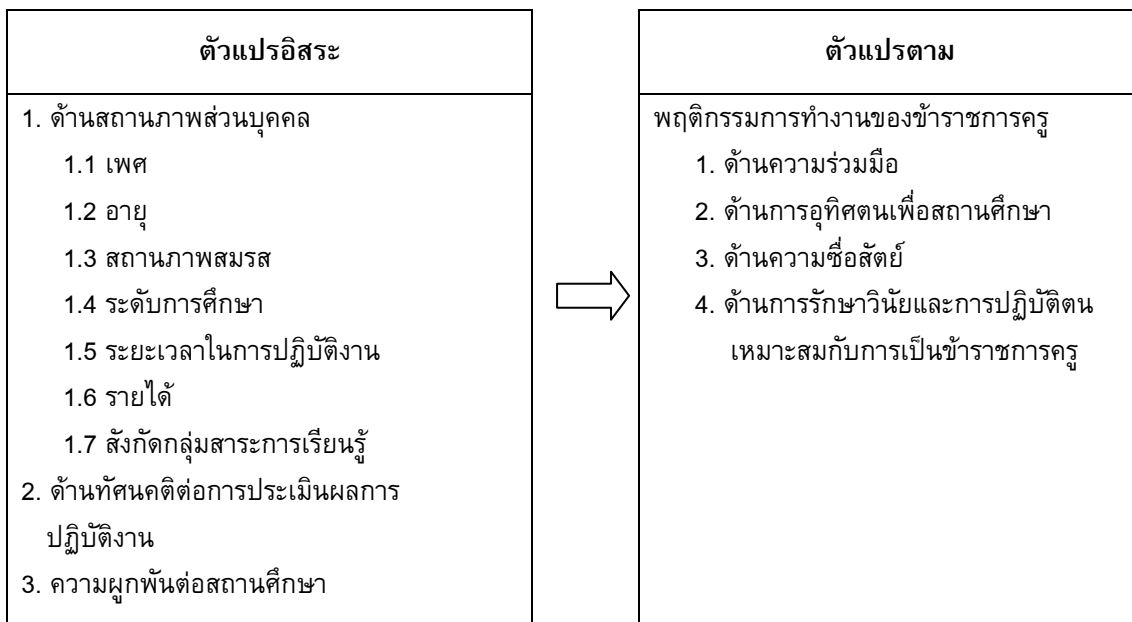 ตัวแปรอิสระ
1. ด้านสถานภาพส่วนบุคคล
1.1 เพศ
1.2 อายุ
1.3 สถานภาพสมรส
1.4 ระดับการศึกษา
1.5 ระยะเวลาในการปฏิบัติงาน
1.6 รายได้
1.7 สังกัดกลุ่มสาระการเรียนรู้
2. ด้านทัศนคติต่อการประเมินผลการ
ปฏิบัติงาน
3. ความผูกพันต่อสถานศึกษา
ตัวแปรตาม
พฤติกรรมการทำงานของข้าราชการครู
1. ด้านความร่วมมือ
2. ด้านการอุทิศตนเพื่อสถานศึกษา
3. ด้านความซื่อสัตย์
4. ด้านการรักษาวินัยและการปฏิบัติตน
เหมาะสมกับการเป็นข้าราชการครู